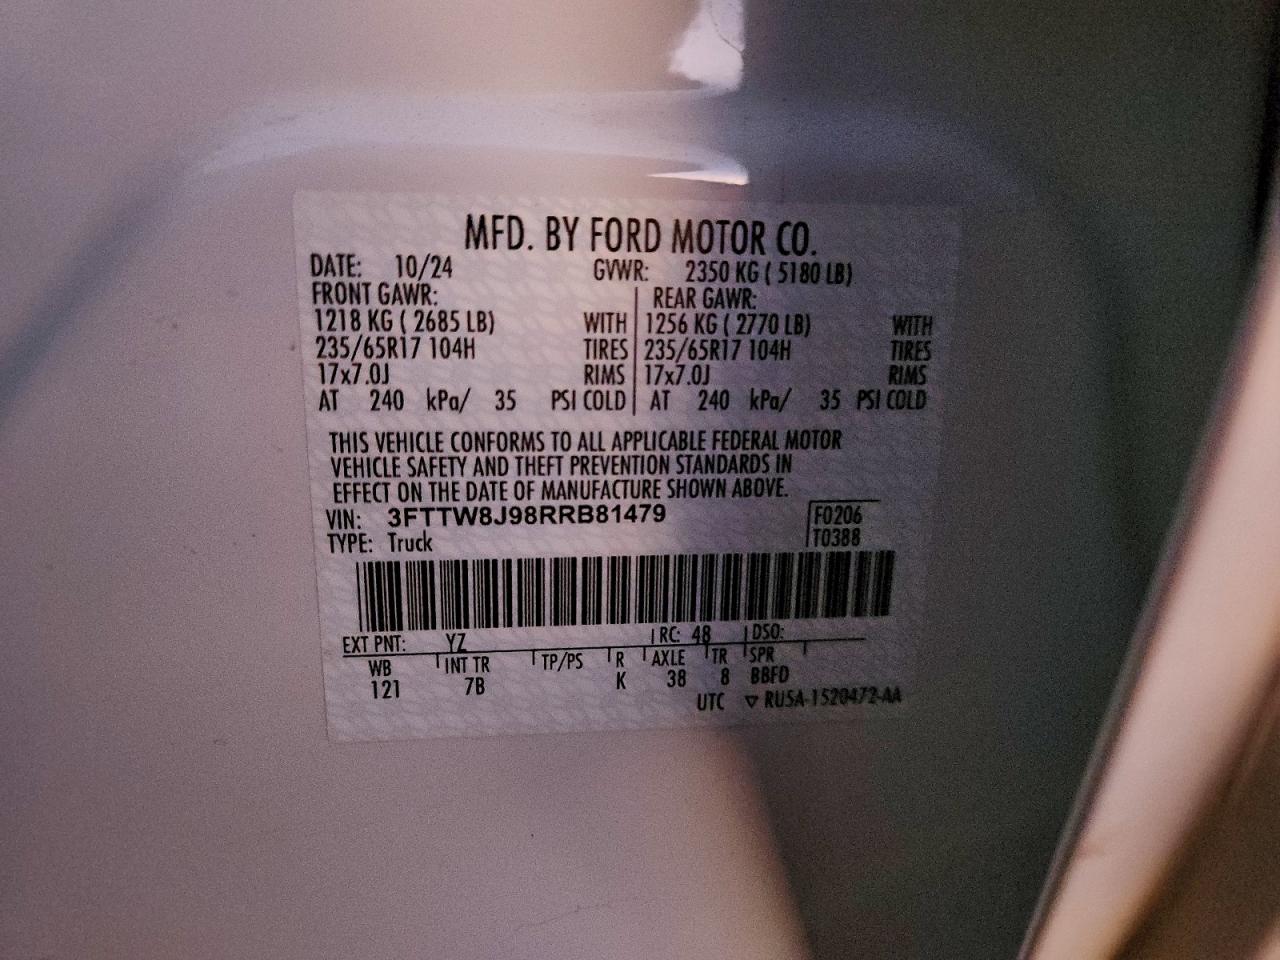 MFD. BY FORD MOTOR CO.
DATE: 10/24 GVWR: 2350 KG ( 5180 LB)
FRONT GAWR: REAR GAWR:
1218 KG ( 2685 LB) WITH 1256 KG ( 2770 LB) WITH
235/65R17 104H TIRES 235/65R17 104H TIRES
17x7.0J RIMS 17x7.0J RIMS
AT 240 kPa/ 35 PSI COLD AT 240 kPa/ 35 PSI COLD
THIS VEHICLE CONFORMS TO ALL APPLICABLE FEDERAL MOTOR
VEHICLE SAFETY AND THEFT PREVENTION STANDARDS IN
EFFECT ON THE DATE OF MANUFACTURE SHOWN ABOVE.
VIN: 3FTTW8J98RRB81479 F0206
TYPE: Truck T0388
EXT PNT: YZ RC: 48 DSO:
WB INT TR TP/PS R AXLE TR SPR
121 7B K 38 8 BBFD
UTC ▽ RU5A-1520472-AA